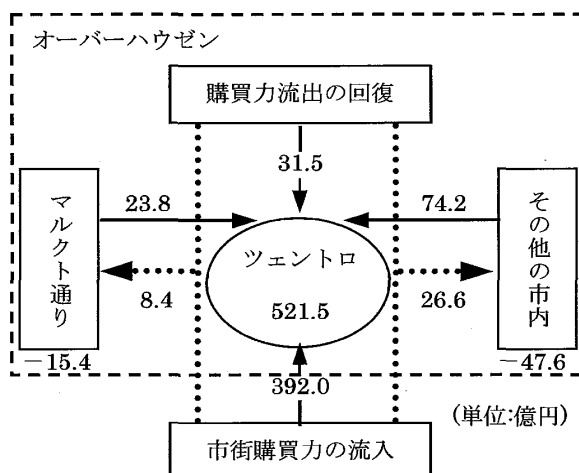 オーバーハウゼン
購買力流出の回復
31.5
マルクト通り
23.8
74.2
その他の市内
ツェントロ
521.5
8.4
26.6
−15.4
−47.6
392.0
(単位:億円)
市街購買力の流入